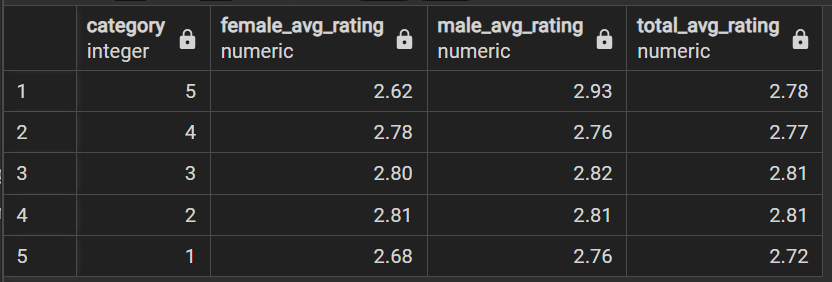 category female_avg_rating male_avg_rating total_avg_rating
integer numeric numeric numeric
1 5 2.62 2.93 2.78
2 4 2.78 2.76 2.77
3 3 2.80 2.82 2.81
4 2 2.81 2.81 2.81
5 1 2.68 2.76 2.72